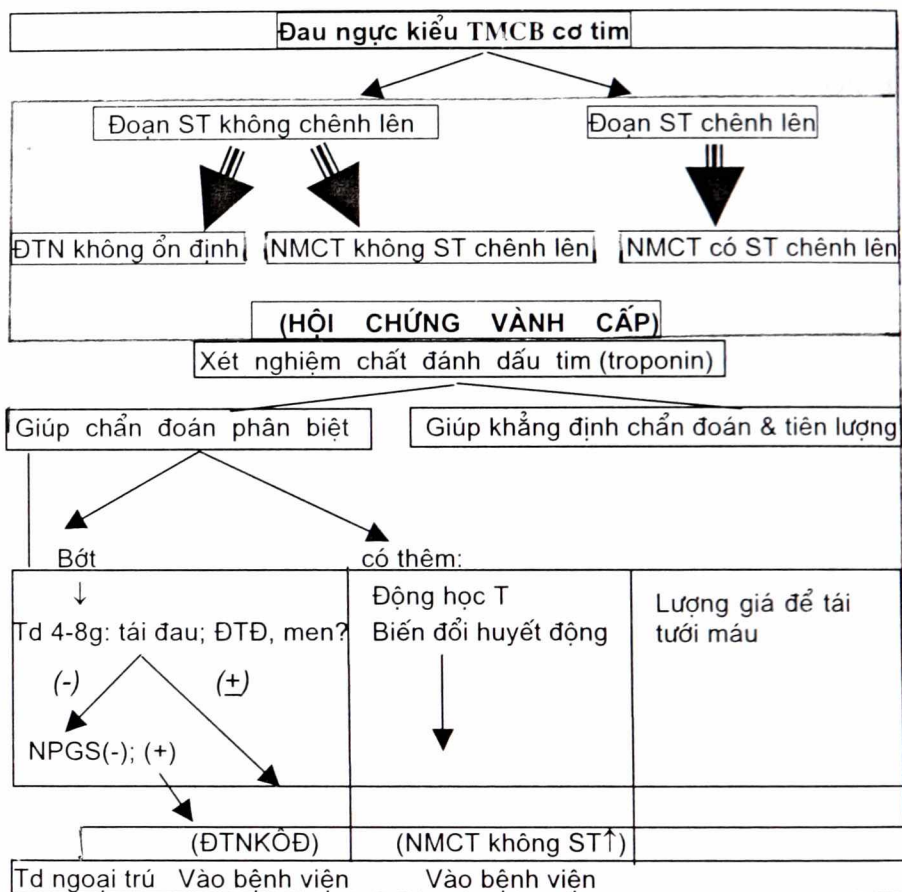 Đau ngực kiểu TMCB cơ tim
Đoạn ST không chênh lên
Đoạn ST chênh lên
ĐTN không ổn định
NMCT không ST chênh lên
NMCT có ST chênh lên
(HỘI CHỨNG VÀNH CẤP)
Xét nghiệm chất đánh dấu tim (troponin)
Giúp chẩn đoán phân biệt
Giúp khẳng định chẩn đoán & tiên lượng
Bớt
có thêm:
↓
Td 4-8g: tái đau; ĐTĐ, men?
Động học T
Biến đổi huyết động
Lượng giá để tái
tưới máu
(-)
(±)
NPGS(-); (+)
(ĐTNKÔĐ)
(NMCT không ST↑)
Td ngoại trú
Vào bệnh viện
Vào bệnh viện